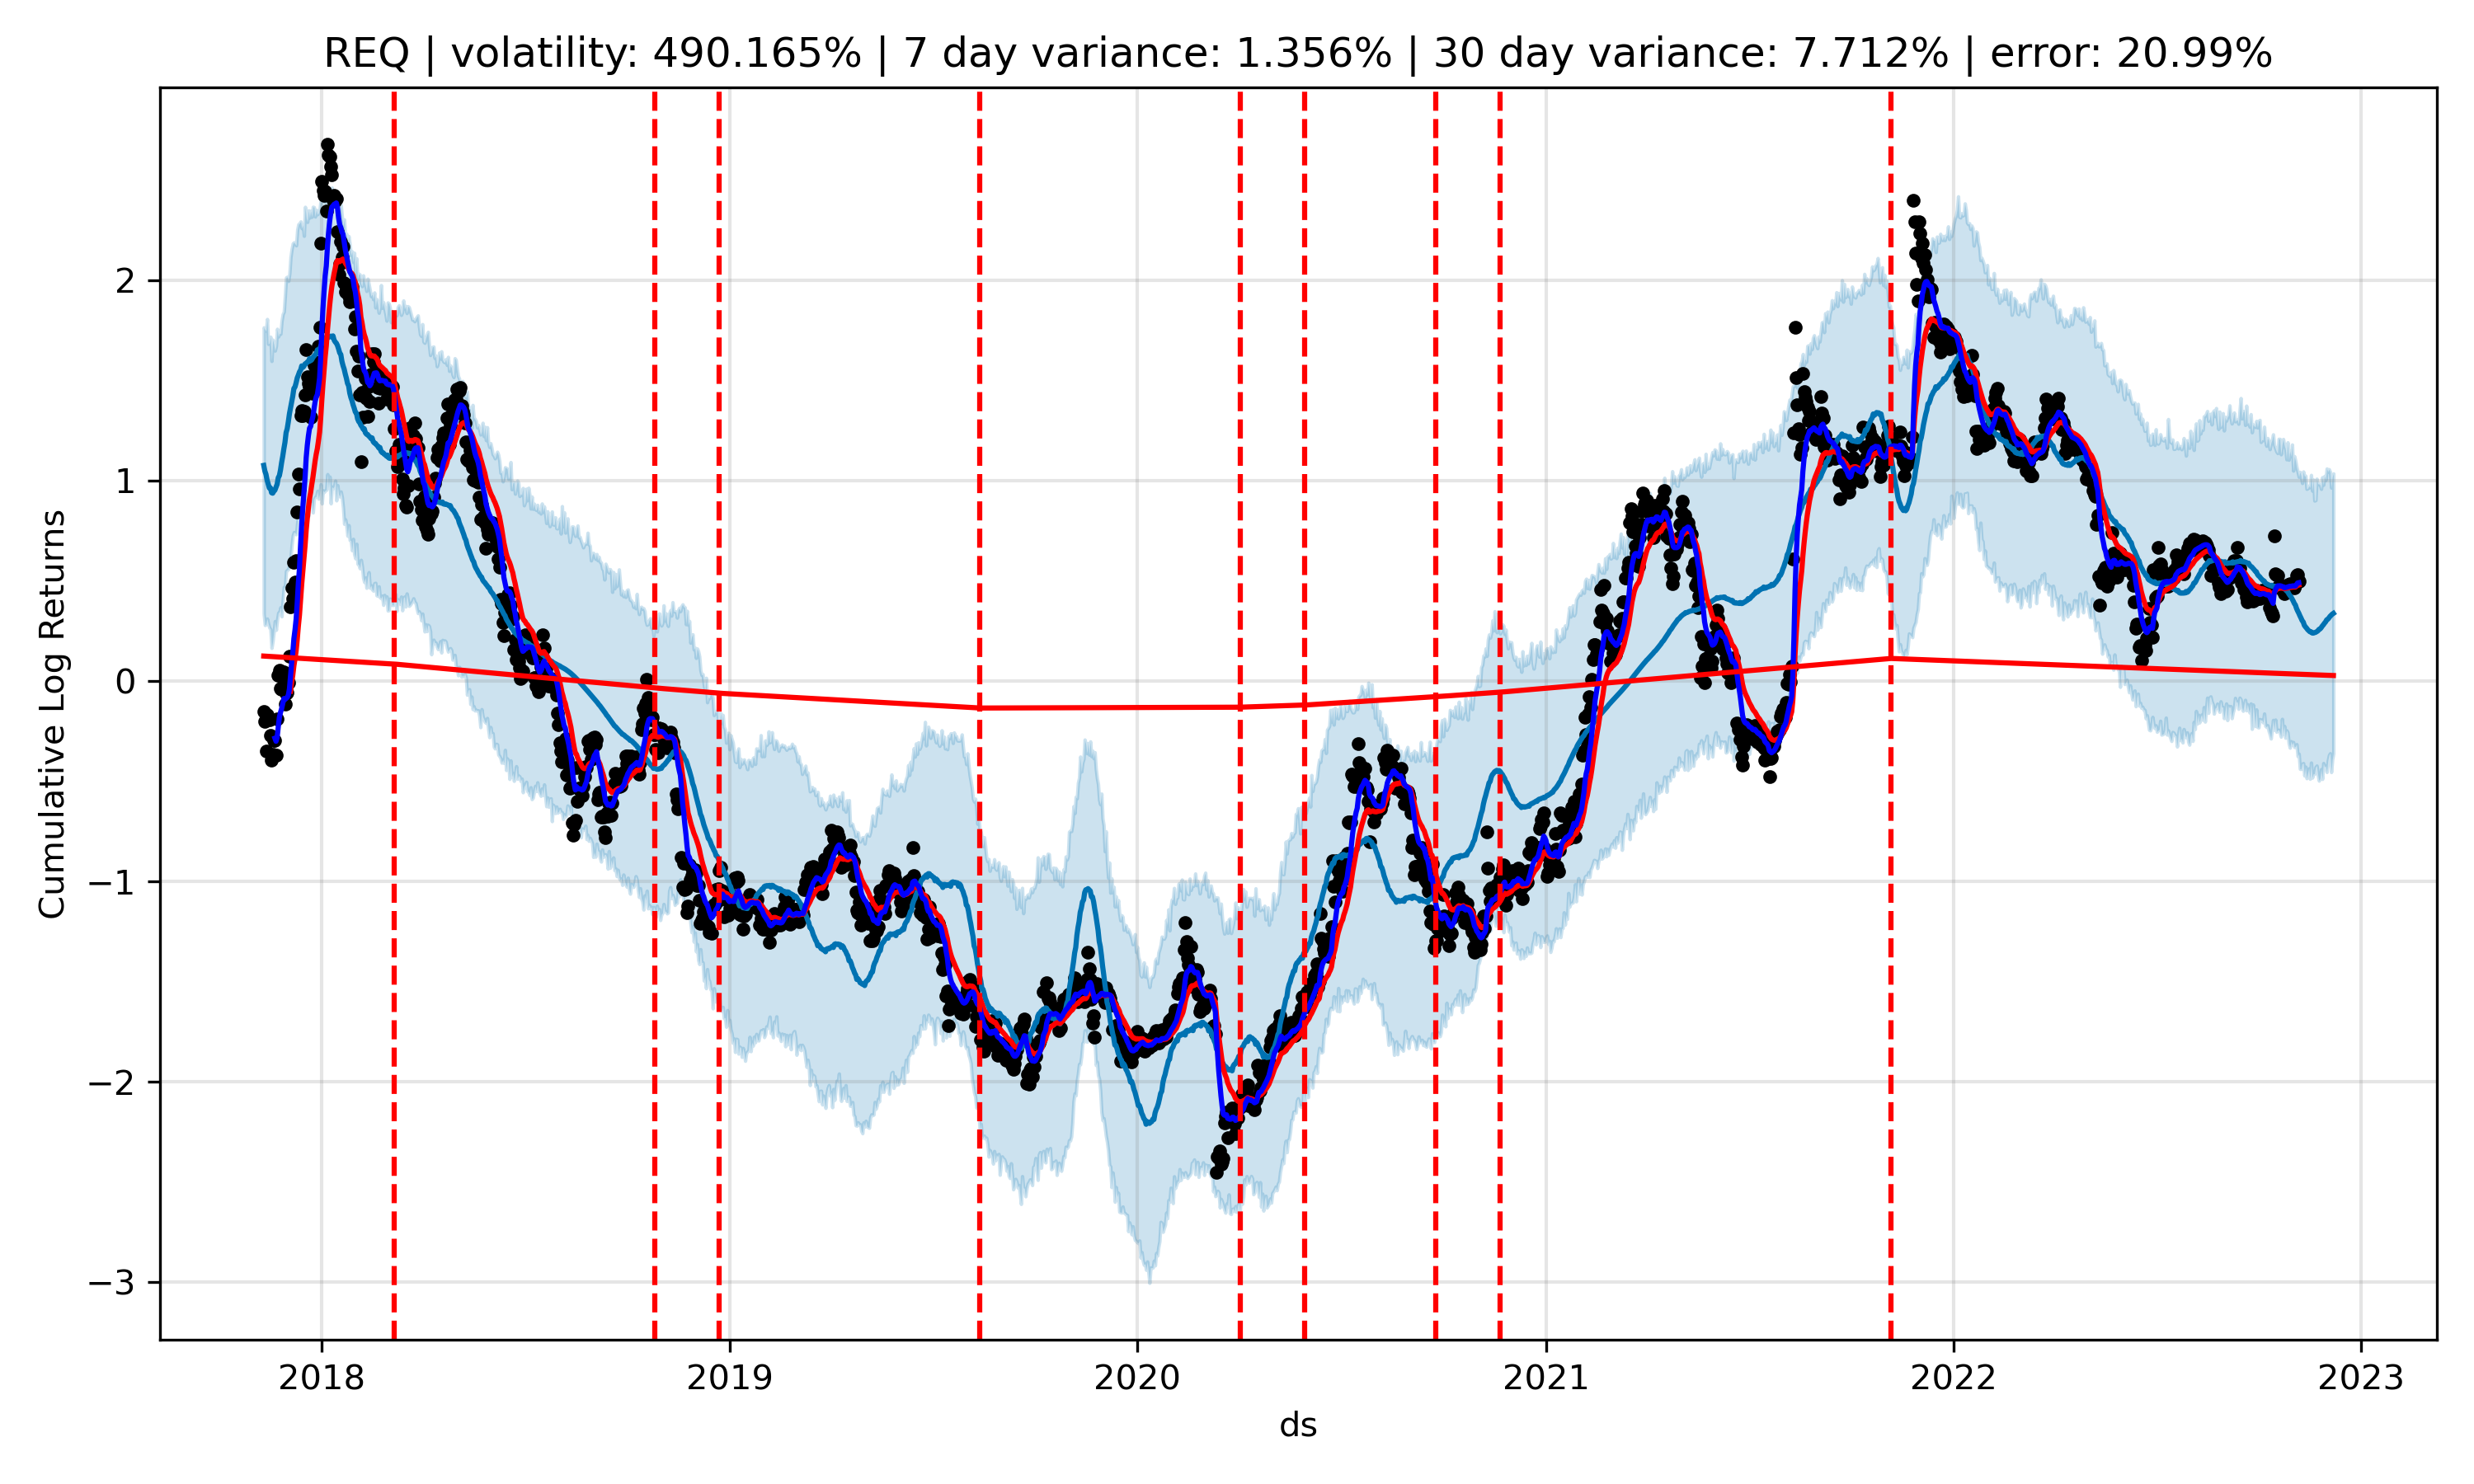 REQ | volatility: 490.165% | 7 day variance: 1.356% | 30 day variance: 7.712% | error: 20.99%
Cumulative Log Returns
2
1
0
−1
−2
−3
2018 2019 2020 2021 2022 2023
ds